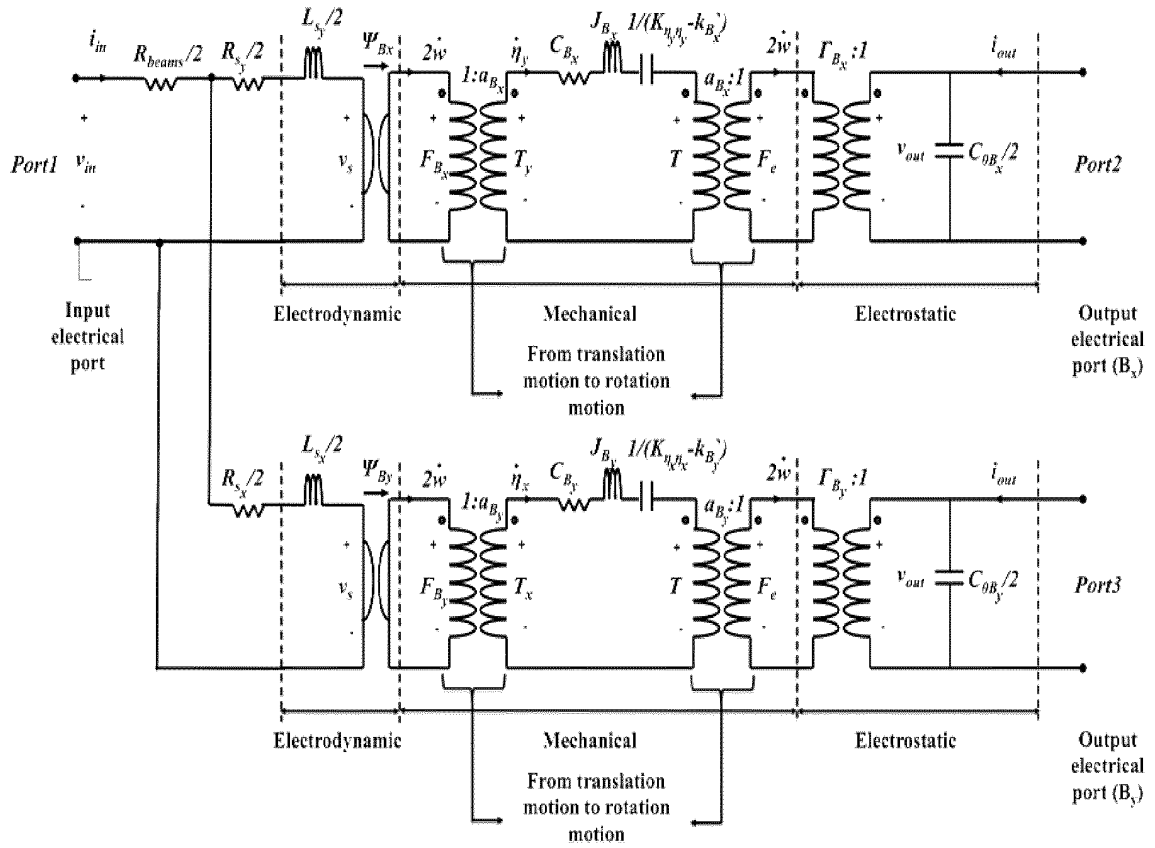 i_in
R_beams/2
R_sy/2
L_sy/2
Ψ_Bx
2ẇ
1:a_Bx
η̇_y
C_Bx
J_Bx
1/(K_ηyηy-k_Bx`)
a_Bx:1
2ẇ
Γ_Bx:1
i_out
Port1
+
v_in
-
+
v_s
-
+
F_Bx
-
+
T_y
-
+
T
-
+
F_e
-
+
v_out
-
C_θBx/2
Port2
Input
electrical
port
Electrodynamic
Mechanical
Electrostatic
Output
electrical
port (B_x)
From translation
motion to rotation
motion
R_sx/2
L_sx/2
Ψ_By
2ẇ
1:a_By
η̇_x
C_By
J_By
1/(K_ηxηx-k_By`)
a_By:1
2ẇ
Γ_By:1
i_out
+
v_s
-
+
F_By
-
+
T_x
-
+
T
-
+
F_e
-
+
v_out
-
C_θBy/2
Port3
Electrodynamic
Mechanical
Electrostatic
Output
electrical
port (B_y)
From translation
motion to rotation
motion